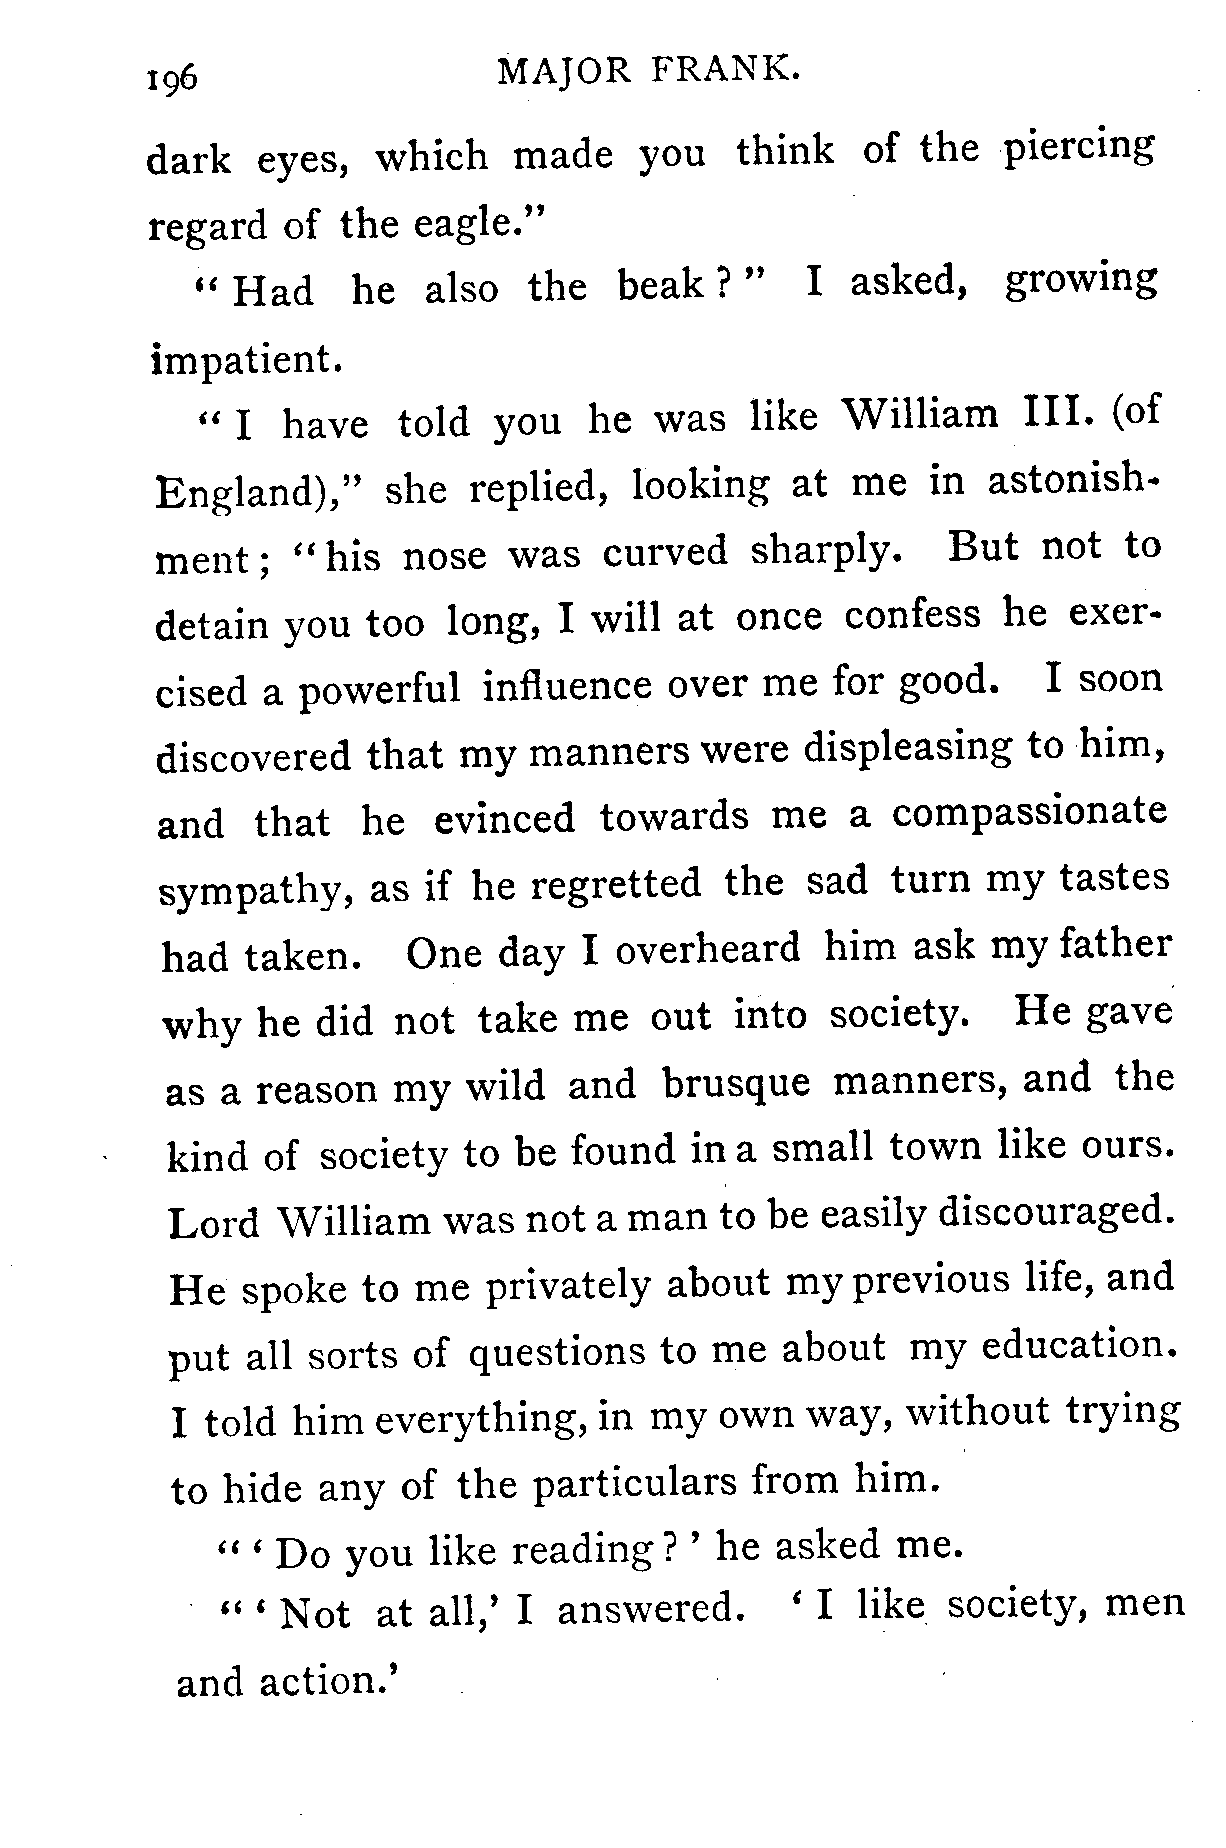 196 MAJOR FRANK.
dark eyes, which made you think of the piercing
regard of the eagle."
"Had he also the beak?" I asked, growing
impatient.
"I have told you he was like William III. (of
England)," she replied, looking at me in astonish-
ment; "his nose was curved sharply. But not to
detain you too long, I will at once confess he exer-
cised a powerful influence over me for good. I soon
discovered that my manners were displeasing to him,
and that he evinced towards me a compassionate
sympathy, as if he regretted the sad turn my tastes
had taken. One day I overheard him ask my father
why he did not take me out into society. He gave
as a reason my wild and brusque manners, and the
kind of society to be found in a small town like ours.
Lord William was not a man to be easily discouraged.
He spoke to me privately about my previous life, and
put all sorts of questions to me about my education.
I told him everything, in my own way, without trying
to hide any of the particulars from him.
"'Do you like reading?' he asked me.
"'Not at all,' I answered. 'I like society, men
and action.'